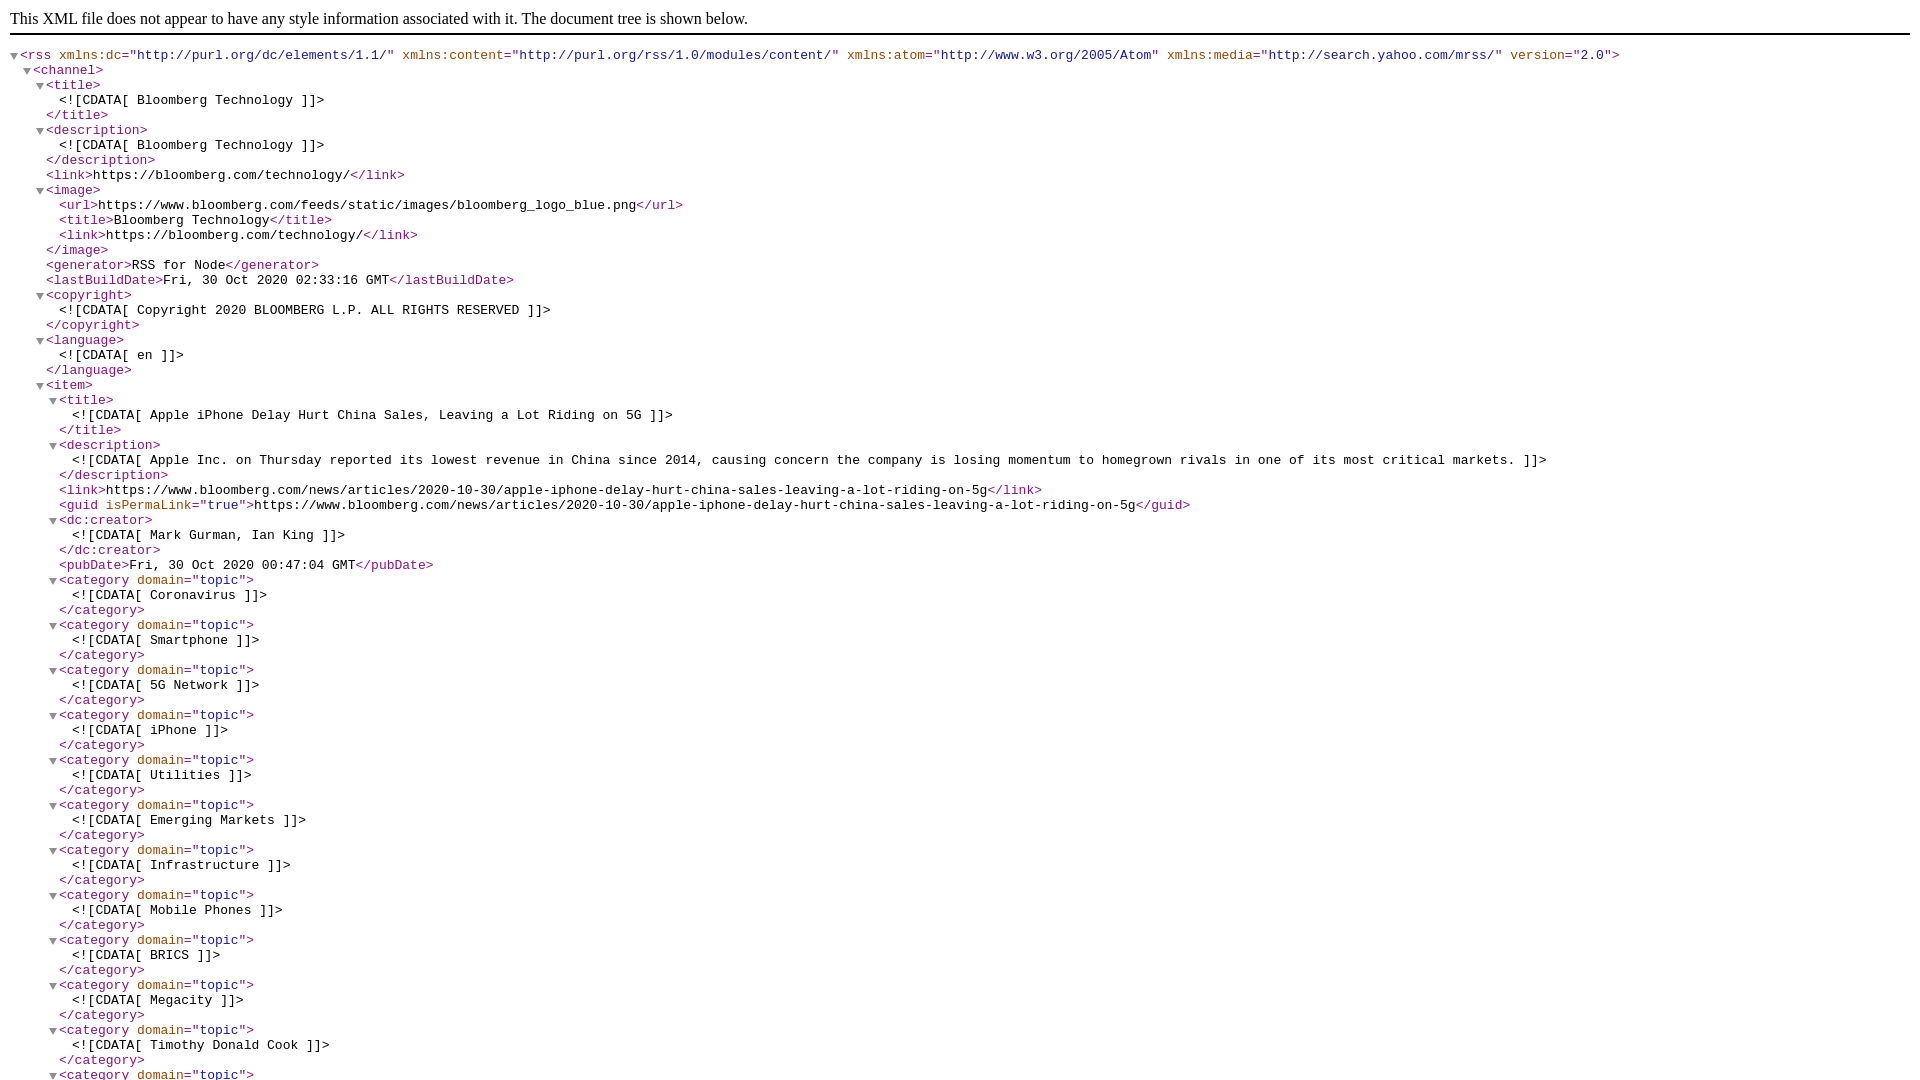 This XML file does not appear to have any style information associated with it. The document tree is shown below.
<rss xmlns:dc="http://purl.org/dc/elements/1.1/" xmlns:content="http://purl.org/rss/1.0/modules/content/" xmlns:atom="http://www.w3.org/2005/Atom" xmlns:media="http://search.yahoo.com/mrss/" version="2.0">
<channel>
<title>
<![CDATA[ Bloomberg Technology ]]>
</title>
<description>
<![CDATA[ Bloomberg Technology ]]>
</description>
<link>https://bloomberg.com/technology/</link>
<image>
<url>https://www.bloomberg.com/feeds/static/images/bloomberg_logo_blue.png</url>
<title>Bloomberg Technology</title>
<link>https://bloomberg.com/technology/</link>
</image>
<generator>RSS for Node</generator>
<lastBuildDate>Fri, 30 Oct 2020 02:33:16 GMT</lastBuildDate>
<copyright>
<![CDATA[ Copyright 2020 BLOOMBERG L.P. ALL RIGHTS RESERVED ]]>
</copyright>
<language>
<![CDATA[ en ]]>
</language>
<item>
<title>
<![CDATA[ Apple iPhone Delay Hurt China Sales, Leaving a Lot Riding on 5G ]]>
</title>
<description>
<![CDATA[ Apple Inc. on Thursday reported its lowest revenue in China since 2014, causing concern the company is losing momentum to homegrown rivals in one of its most critical markets. ]]>
</description>
<link>https://www.bloomberg.com/news/articles/2020-10-30/apple-iphone-delay-hurt-china-sales-leaving-a-lot-riding-on-5g</link>
<guid isPermaLink="true">https://www.bloomberg.com/news/articles/2020-10-30/apple-iphone-delay-hurt-china-sales-leaving-a-lot-riding-on-5g</guid>
<dc:creator>
<![CDATA[ Mark Gurman, Ian King ]]>
</dc:creator>
<pubDate>Fri, 30 Oct 2020 00:47:04 GMT</pubDate>
<category domain="topic">
<![CDATA[ Coronavirus ]]>
</category>
<category domain="topic">
<![CDATA[ Smartphone ]]>
</category>
<category domain="topic">
<![CDATA[ 5G Network ]]>
</category>
<category domain="topic">
<![CDATA[ iPhone ]]>
</category>
<category domain="topic">
<![CDATA[ Utilities ]]>
</category>
<category domain="topic">
<![CDATA[ Emerging Markets ]]>
</category>
<category domain="topic">
<![CDATA[ Infrastructure ]]>
</category>
<category domain="topic">
<![CDATA[ Mobile Phones ]]>
</category>
<category domain="topic">
<![CDATA[ BRICS ]]>
</category>
<category domain="topic">
<![CDATA[ Megacity ]]>
</category>
<category domain="topic">
<![CDATA[ Timothy Donald Cook ]]>
</category>
<category domain="topic">